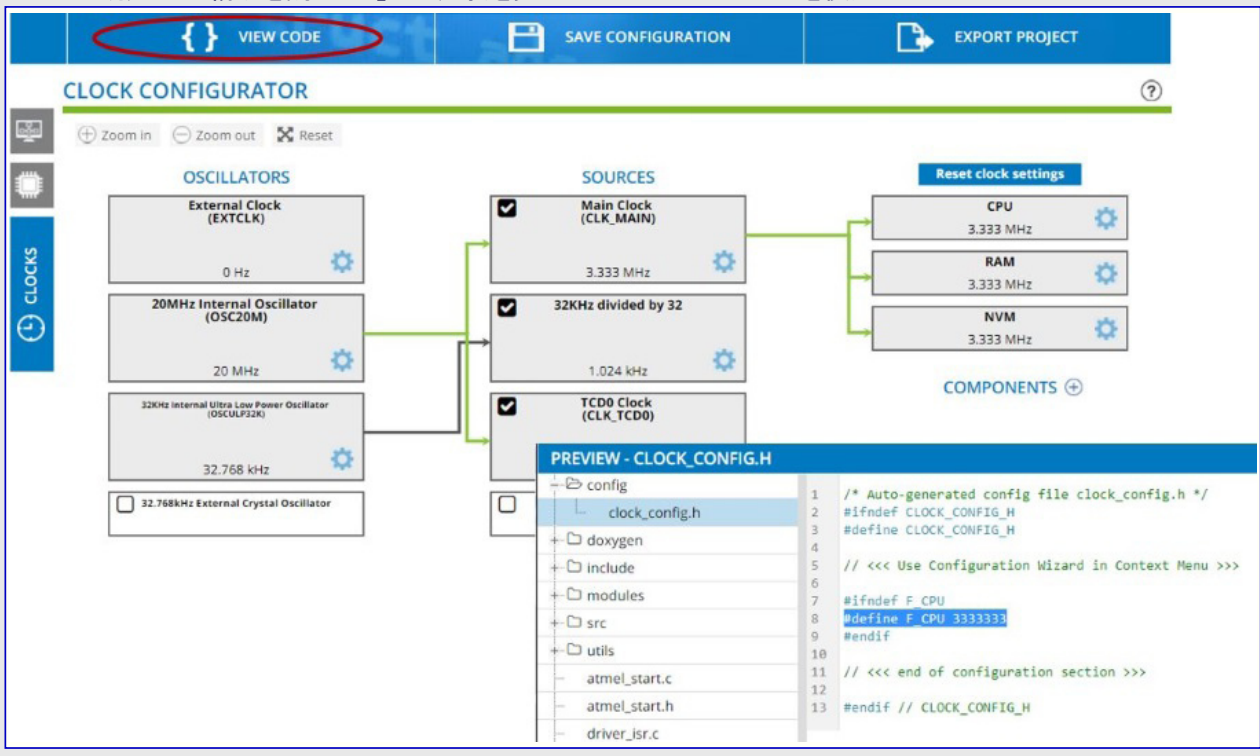 { } VIEW CODE
SAVE CONFIGURATION
EXPORT PROJECT
CLOCK CONFIGURATOR
?
CLOCKS
Zoom in
Zoom out
Reset
OSCILLATORS
External Clock
(EXTCLK)
0 Hz
20MHz Internal Oscillator
(OSC20M)
20 MHz
32KHz Internal Ultra Low Power Oscillator
(OSCULP32K)
32.768 kHz
32.768kHz External Crystal Oscillator
SOURCES
Main Clock
(CLK_MAIN)
3.333 MHz
32KHz divided by 32
1.024 kHz
TCD0 Clock
(CLK_TCD0)
Reset clock settings
CPU
3.333 MHz
RAM
3.333 MHz
NVM
3.333 MHz
COMPONENTS
PREVIEW - CLOCK_CONFIG.H
config
clock_config.h
doxygen
include
modules
src
utils
atmel_start.c
atmel_start.h
driver_isr.c
1 /* Auto-generated config file clock_config.h */
2 #ifndef CLOCK_CONFIG_H
3 #define CLOCK_CONFIG_H
4
5 // <<< Use Configuration Wizard in Context Menu >>>
6
7 #ifndef F_CPU
8 #define F_CPU 3333333
9 #endif
10
11 // <<< end of configuration section >>>
12
13 #endif // CLOCK_CONFIG_H